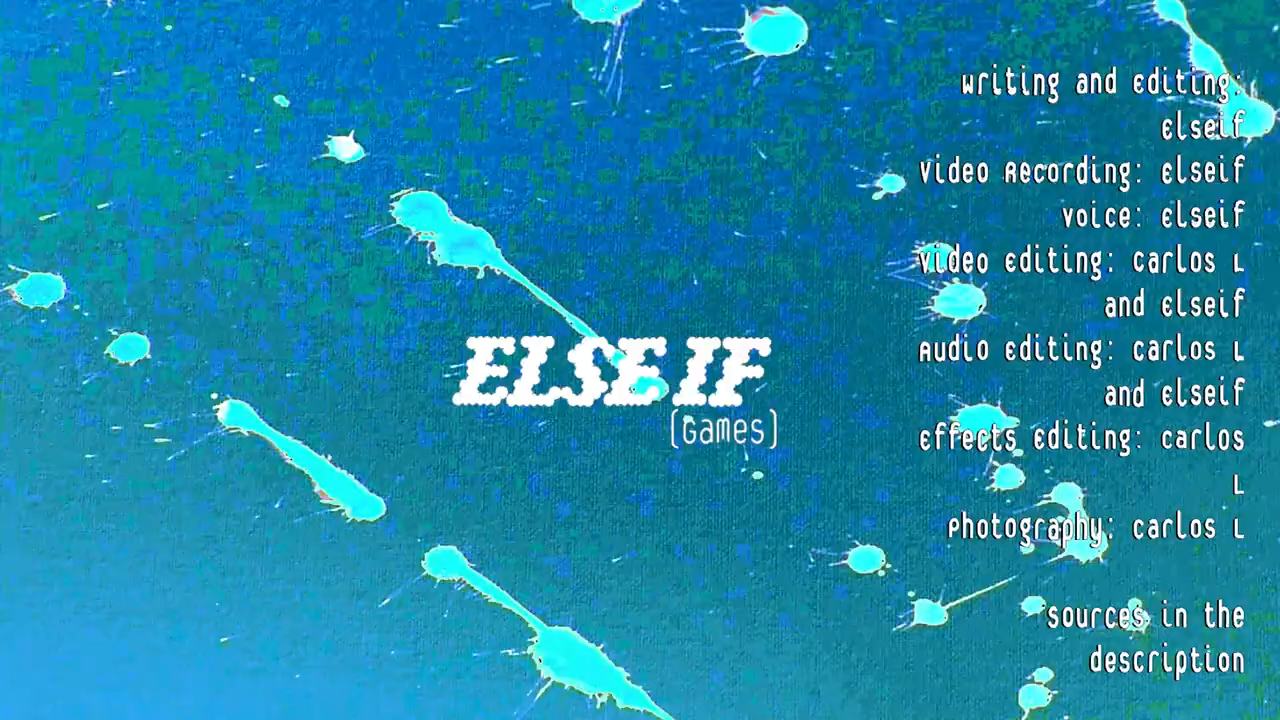 ELSE IF
(Games)
writing and editing:
elseif
video recording: elseif
voice: elseif
video editing: carlos L
and elseif
Audio editing: carlos L
and elseif
effects editing: carlos
L
Photography: carlos L
sources in the
description